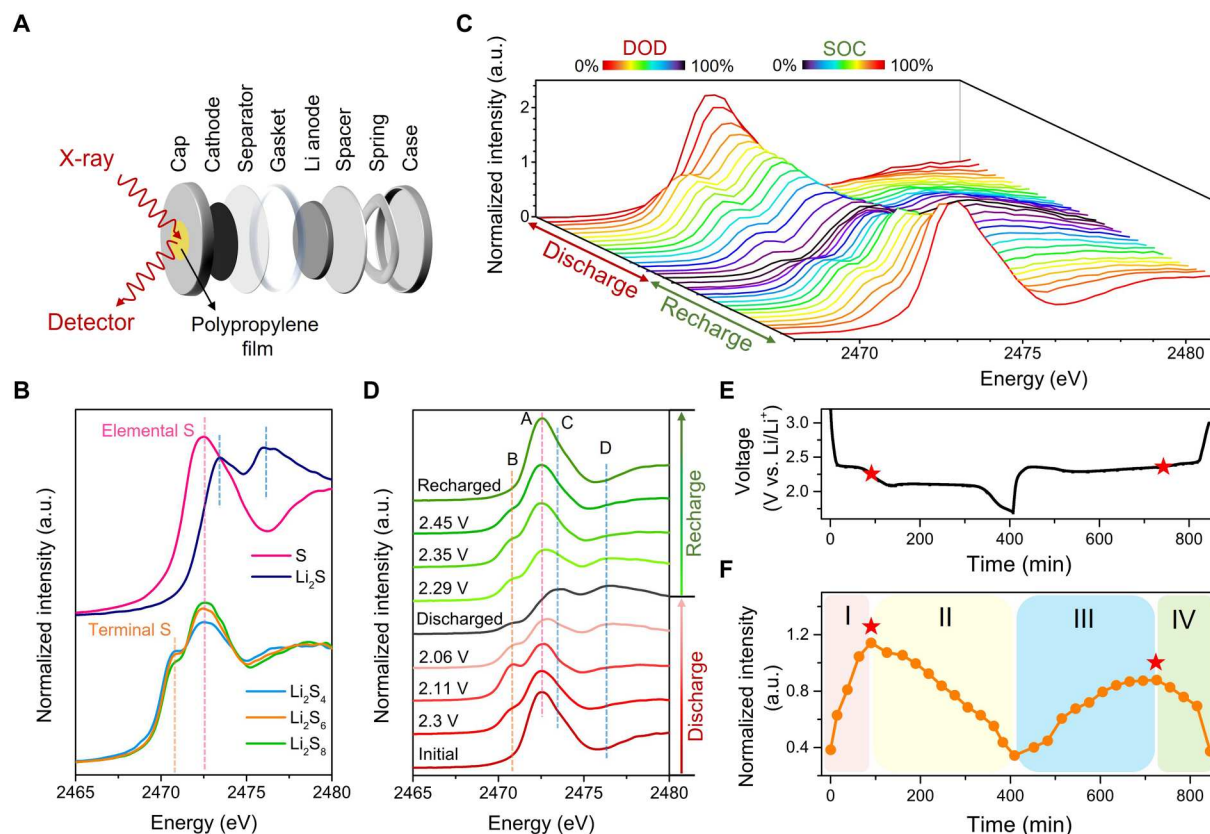 A
X-ray
Cap
Cathode
Separator
Gasket
Li anode
Spacer
Spring
Case
Detector
Polypropylene
film
C
DOD
0% 100%
SOC
0% 100%
Normalized intensity (a.u.)
2
1
0
Discharge
Recharge
2470 2475 2480
Energy (eV)
B
Elemental S
S
Li₂S
Terminal S
Li₂S₄
Li₂S₆
Li₂S₈
Normalized intensity (a.u.)
2465 2470 2475 2480
Energy (eV)
D
A
B
C
D
Recharged
2.45 V
2.35 V
2.29 V
Discharged
2.06 V
2.11 V
2.3 V
Initial
Recharge
Discharge
Normalized intensity (a.u.)
2465 2470 2475 2480
Energy (eV)
E
Voltage
(V vs. Li/Li⁺)
3.0
2.5
2.0
0 200 400 600 800
Time (min)
F
Normalized intensity
(a.u.)
1.2
0.8
0.4
I II III IV
0 200 400 600 800
Time (min)